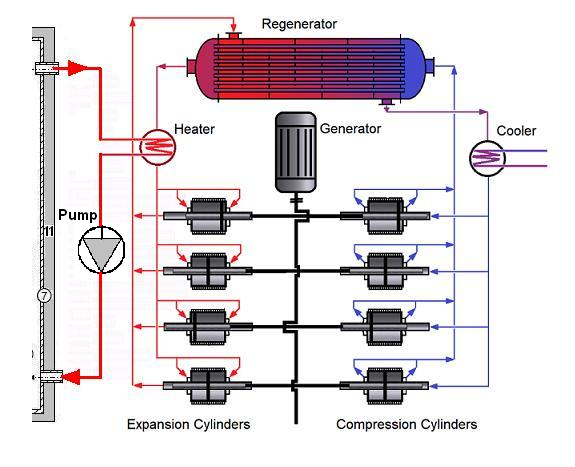 Regenerator
Heater
Generator
Cooler
Pump
11
7
Expansion Cylinders
Compression Cylinders